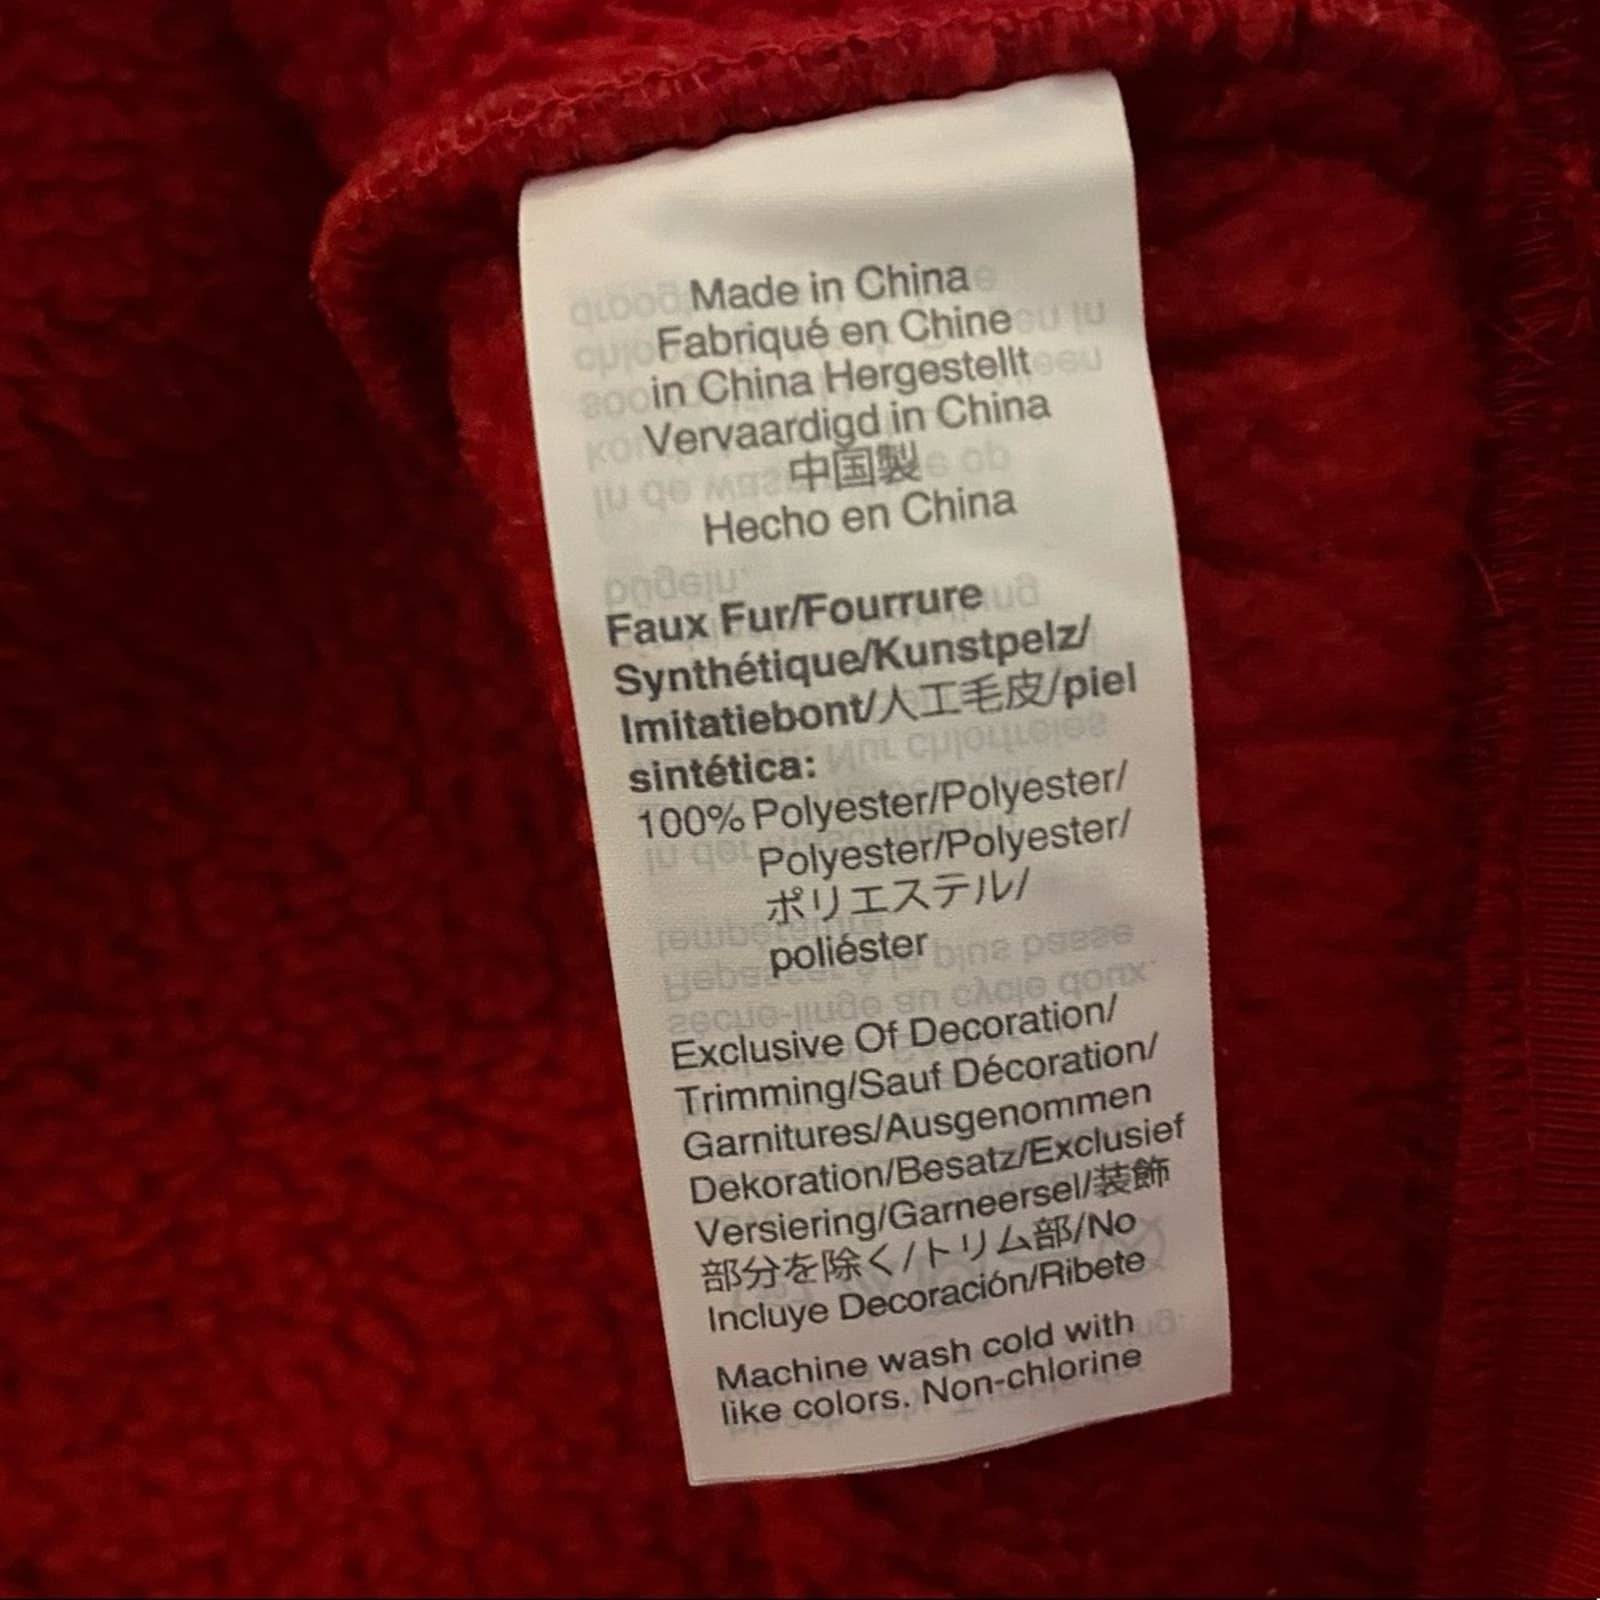 Made in China
Fabriqué en Chine
in China Hergestellt
Vervaardigd in China
中国製
Hecho en China
Faux Fur/Fourrure
Synthétique/Kunstpelz/
Imitatiebont/人工毛皮/piel
sintética:
100% Polyester/Polyester/
Polyester/Polyester/
ポリエステル/
poliéster
Exclusive Of Decoration/
Trimming/Sauf Décoration/
Garnitures/Ausgenommen
Dekoration/Besatz/Exclusief
Versiering/Garneersel/装飾
部分を除く/トリム部/No
Incluye Decoración/Ribete
Machine wash cold with
like colors. Non-chlorine